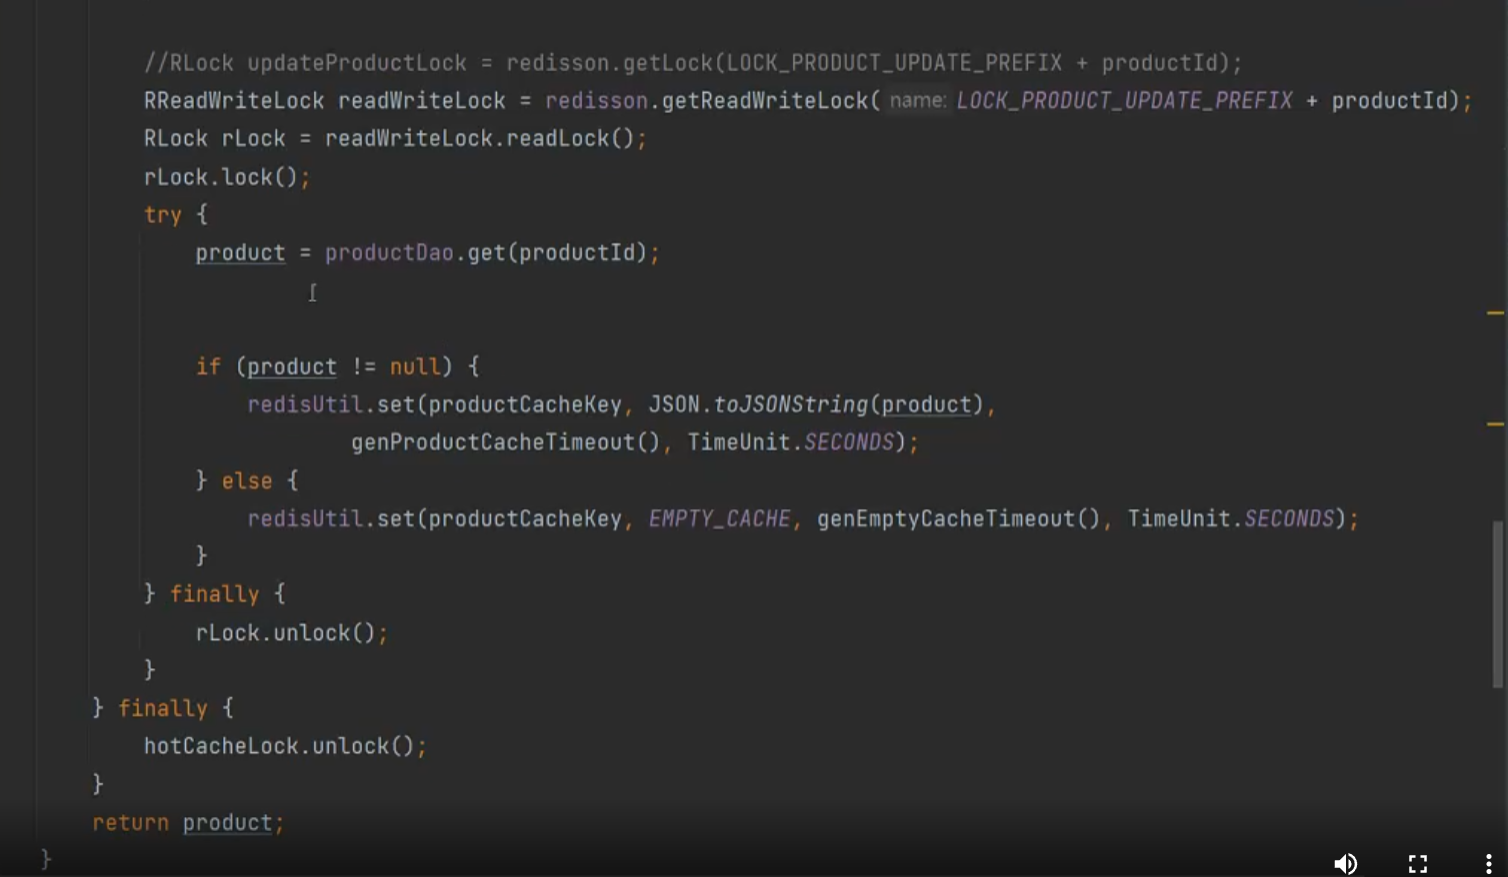 //RLock updateProductLock = redisson.getLock(LOCK_PRODUCT_UPDATE_PREFIX + productId);
RReadWriteLock readWriteLock = redisson.getReadWriteLock( name: LOCK_PRODUCT_UPDATE_PREFIX + productId);
RLock rLock = readWriteLock.readLock();
rLock.lock();
try {
product = productDao.get(productId);
if (product != null) {
redisUtil.set(productCacheKey, JSON.toJSONString(product),
genProductCacheTimeout(), TimeUnit.SECONDS);
} else {
redisUtil.set(productCacheKey, EMPTY_CACHE, genEmptyCacheTimeout(), TimeUnit.SECONDS);
}
} finally {
rLock.unlock();
}
} finally {
hotCacheLock.unlock();
}
return product;
}